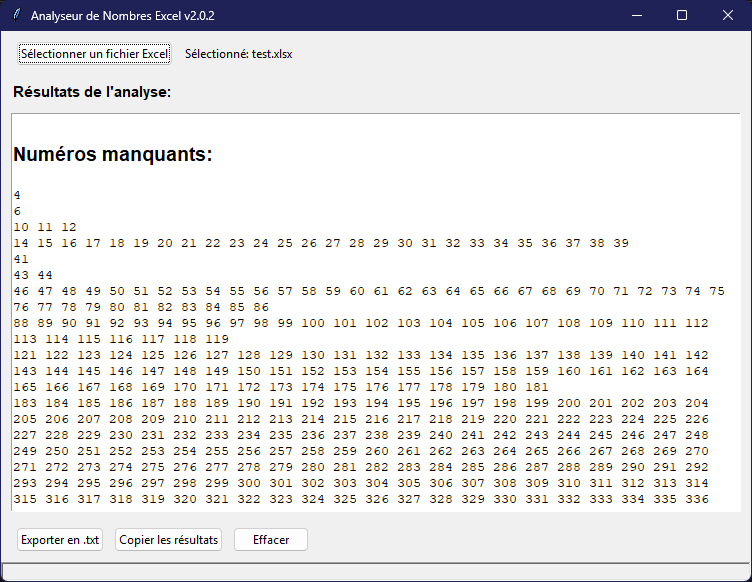 Analyseur de Nombres Excel v2.0.2
Sélectionner un fichier Excel Sélectionné: test.xlsx
Résultats de l'analyse:
Numéros manquants:
4
6
10 11 12
14 15 16 17 18 19 20 21 22 23 24 25 26 27 28 29 30 31 32 33 34 35 36 37 38 39
41
43 44
46 47 48 49 50 51 52 53 54 55 56 57 58 59 60 61 62 63 64 65 66 67 68 69 70 71 72 73 74 75
76 77 78 79 80 81 82 83 84 85 86
88 89 90 91 92 93 94 95 96 97 98 99 100 101 102 103 104 105 106 107 108 109 110 111 112
113 114 115 116 117 118 119
121 122 123 124 125 126 127 128 129 130 131 132 133 134 135 136 137 138 139 140 141 142
143 144 145 146 147 148 149 150 151 152 153 154 155 156 157 158 159 160 161 162 163 164
165 166 167 168 169 170 171 172 173 174 175 176 177 178 179 180 181
183 184 185 186 187 188 189 190 191 192 193 194 195 196 197 198 199 200 201 202 203 204
205 206 207 208 209 210 211 212 213 214 215 216 217 218 219 220 221 222 223 224 225 226
227 228 229 230 231 232 233 234 235 236 237 238 239 240 241 242 243 244 245 246 247 248
249 250 251 252 253 254 255 256 257 258 259 260 261 262 263 264 265 266 267 268 269 270
271 272 273 274 275 276 277 278 279 280 281 282 283 284 285 286 287 288 289 290 291 292
293 294 295 296 297 298 299 300 301 302 303 304 305 306 307 308 309 310 311 312 313 314
315 316 317 318 319 320 321 322 323 324 325 326 327 328 329 330 331 332 333 334 335 336
Exporter en .txt Copier les résultats Effacer